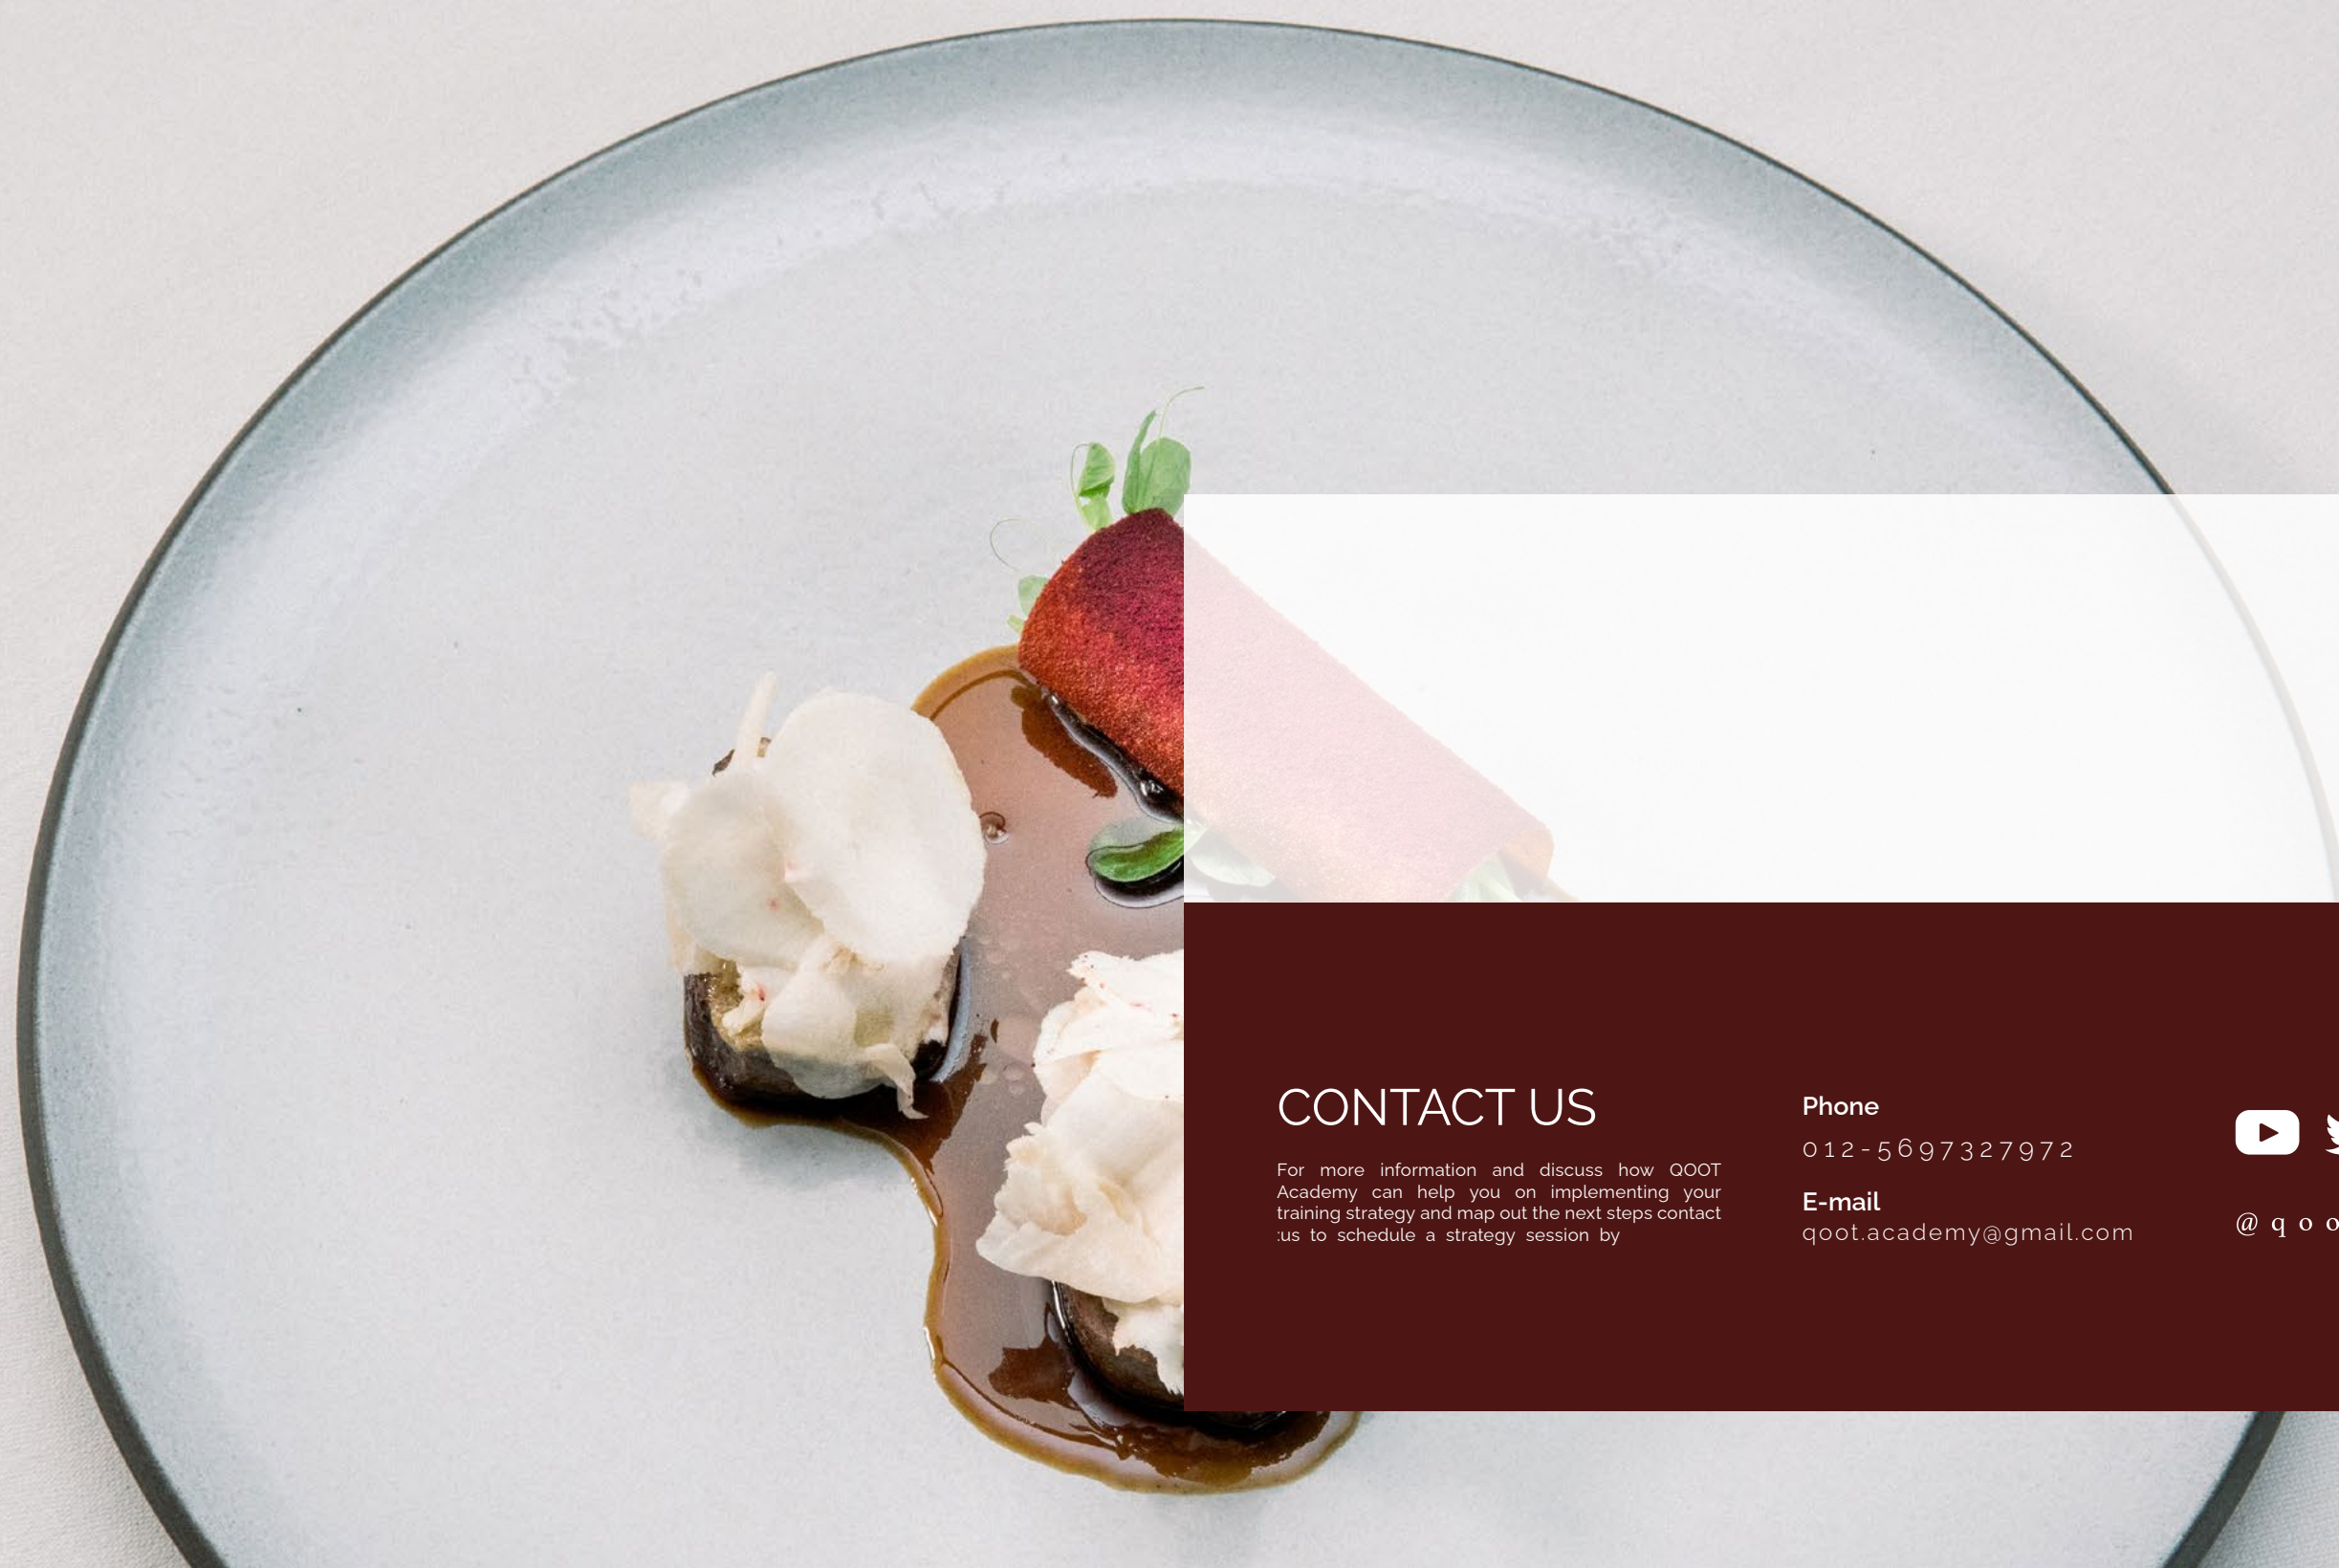 CONTACT US
For more information and discuss how QOOT
Academy can help you on implementing your
training strategy and map out the next steps contact
:us to schedule a strategy session by
Phone
012-5697327972
E-mail
qoot.academy@gmail.com
@qoo